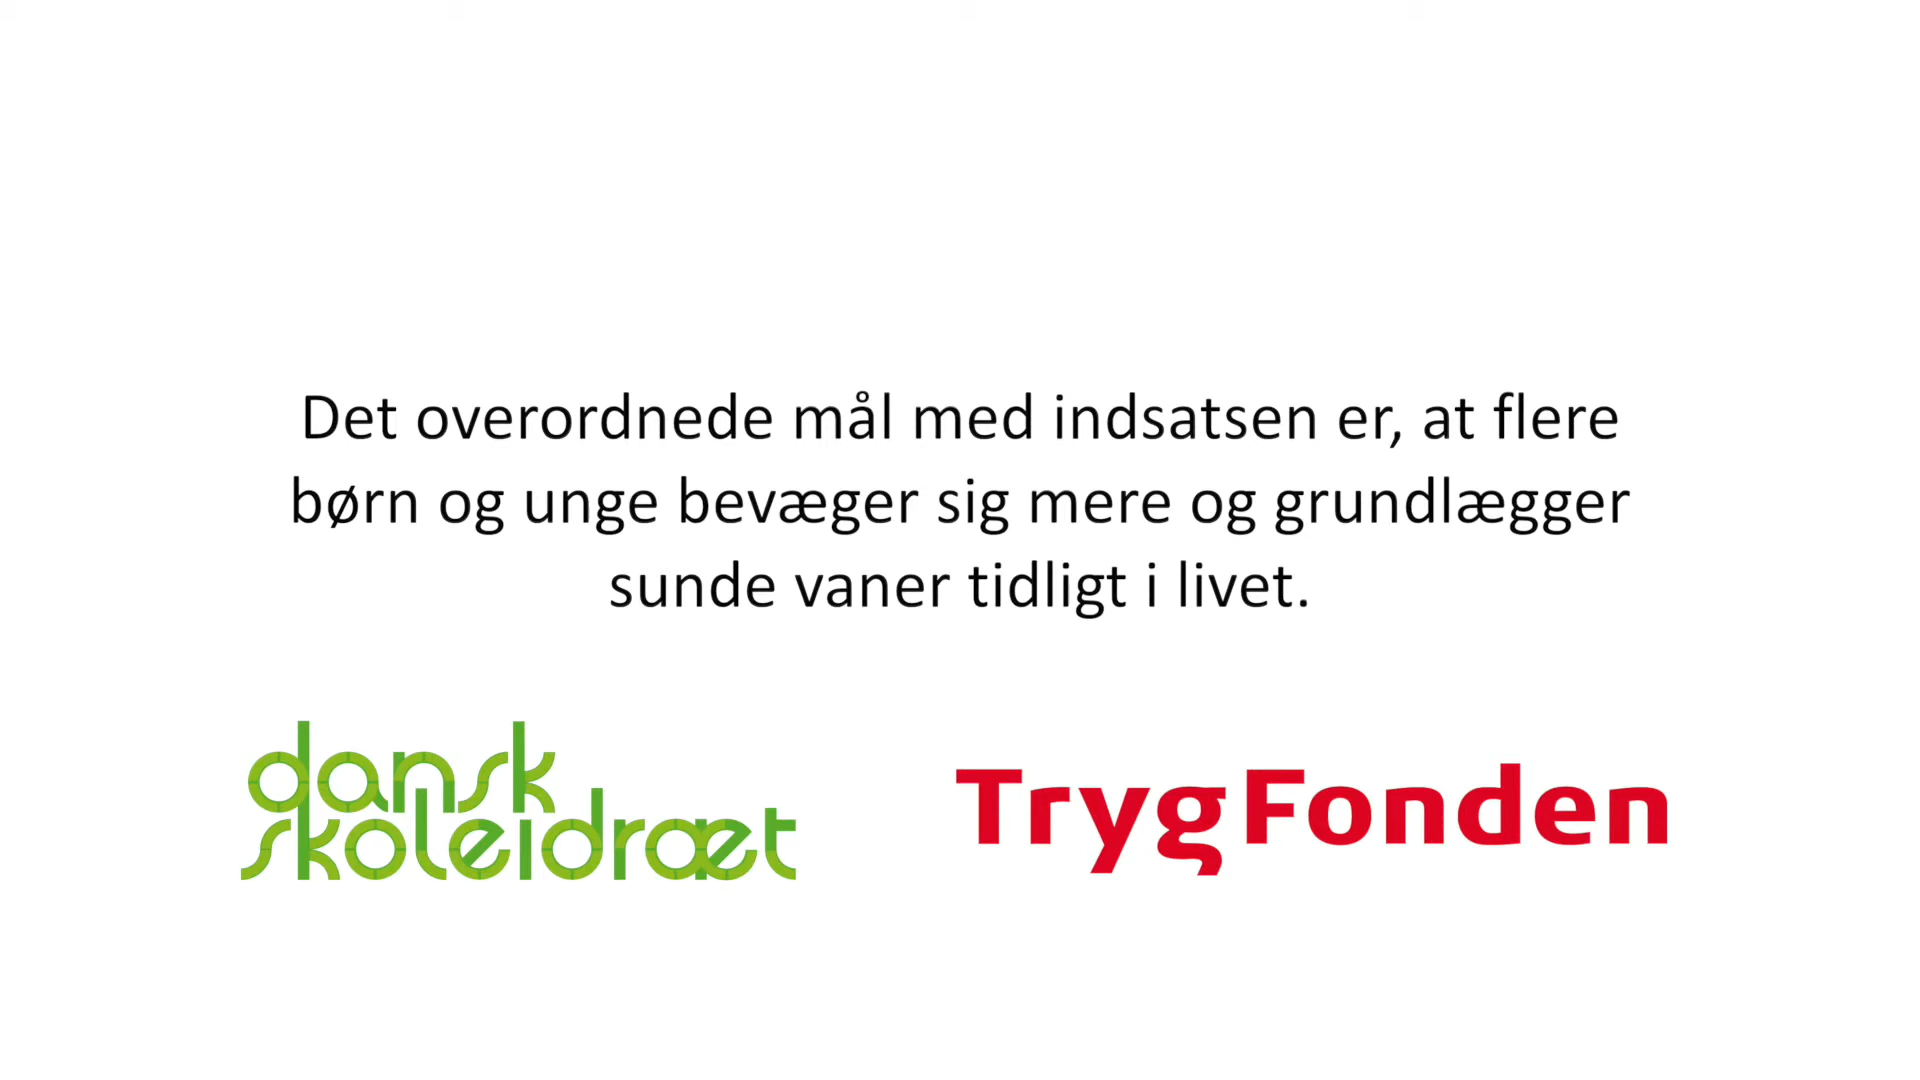 Det overordnede mål med indsatsen er, at flere
børn og unge bevæger sig mere og grundlægger
sunde vaner tidligt i livet.
dansk
skoleidræt
TrygFonden